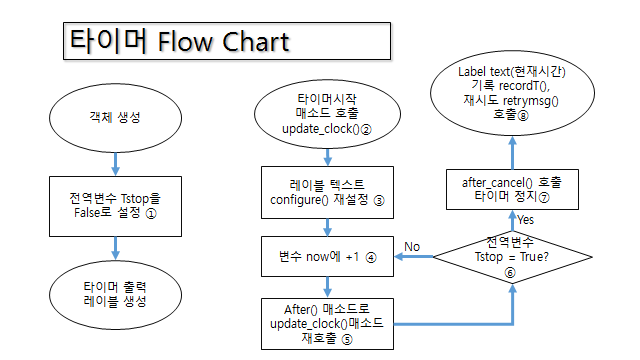 타이머 Flow Chart
객체 생성
전역변수 Tstop을
False로 설정 ①
타이머 출력
레이블 생성
타이머시작
매소드 호출
update_clock()②
레이블 텍스트
configure() 재설정 ③
변수 now에 +1 ④
After() 매소드로
update_clock()매소드
재호출 ⑤
No
전역변수
Tstop = True?
⑥
Yes
after_cancel() 호출
타이머 정지⑦
Label text(현재시간)
기록 recordT(),
재시도 retrymsg()
호출⑧